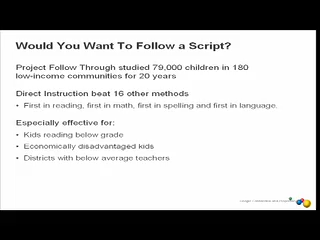 Would You Want To Follow a Script?
Project Follow Through studied 79,000 children in 180
low-income communities for 20 years
Direct Instruction beat 16 other methods
• First in reading, first in math, first in spelling and first in language.
Especially effective for:
• Kids reading below grade
• Economically disadvantaged kids
• Districts with below average teachers